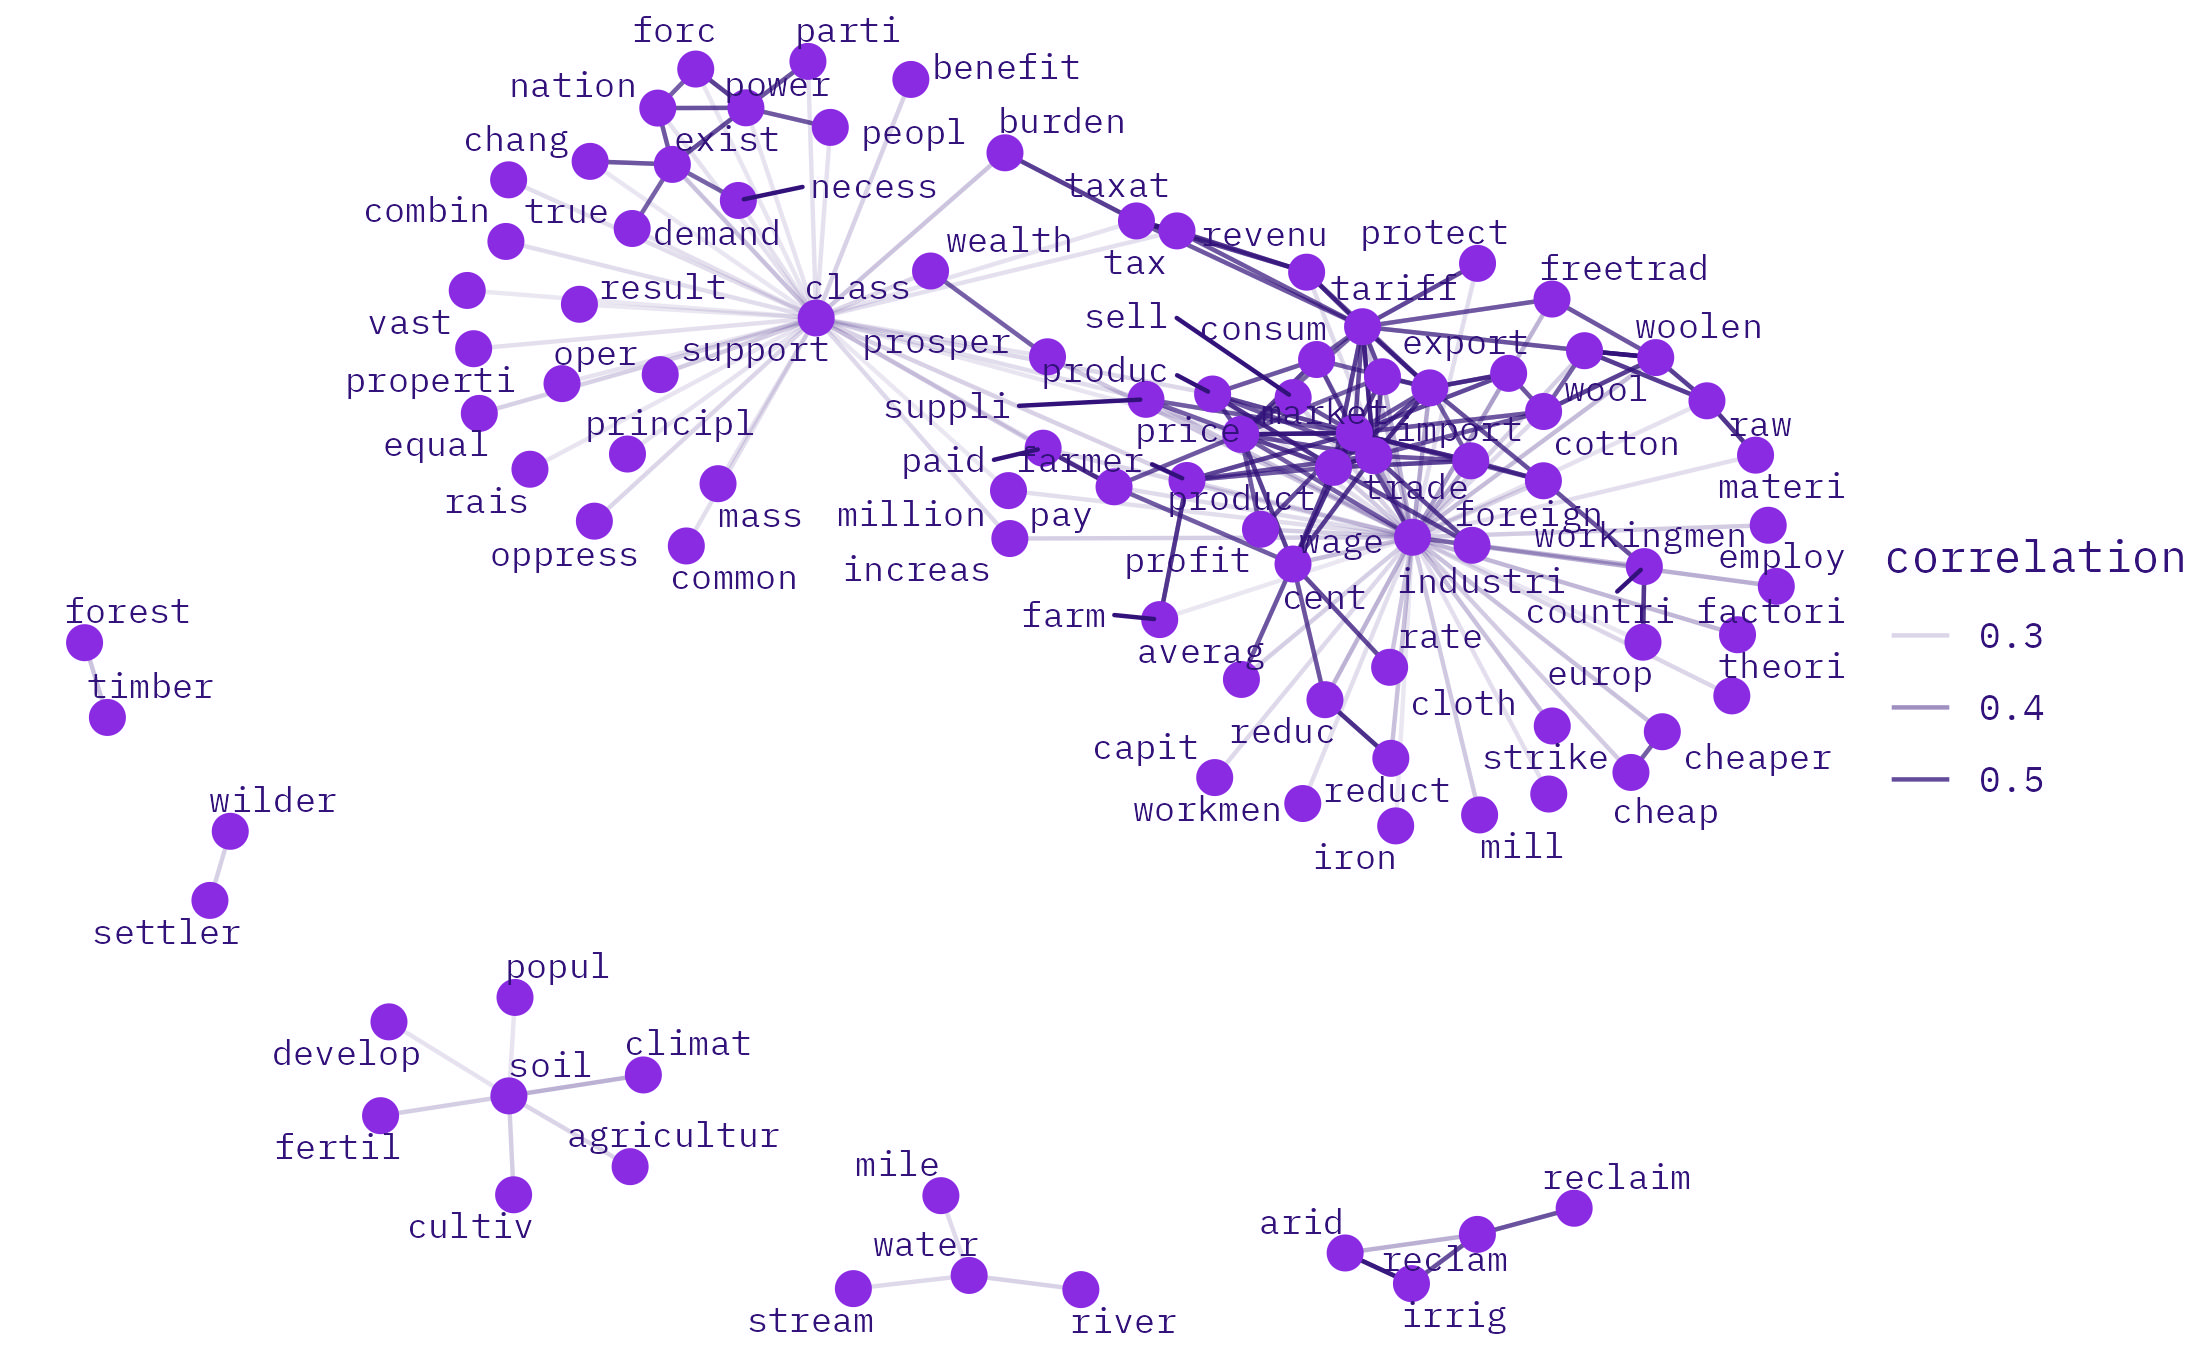 forc
parti
benefit
nation
power
burden
chang
exist
peopl
taxat
necess
combin
true
demand
wealth
revenu
protect
tax
freetrad
result
class
tariff
sell
vast
consum
woolen
support
prosper
export
oper
produc
properti
wool
suppli
market
principl
price
import
raw
equal
cotton
paid
farmer
rais
trade
materi
mass
product
million
pay
foreign
workingmen
oppress
wage
profit
employ
common
increas
industri
cent
countri
factori
forest
farm
rate
averag
theori
timber
europ
cloth
reduc
capit
strike
cheaper
reduct
wilder
workmen
cheap
mill
iron
settler
popul
climat
develop
soil
agricultur
fertil
mile
reclaim
cultiv
arid
water
reclam
irrig
stream
river
correlation
0.3
0.4
0.5